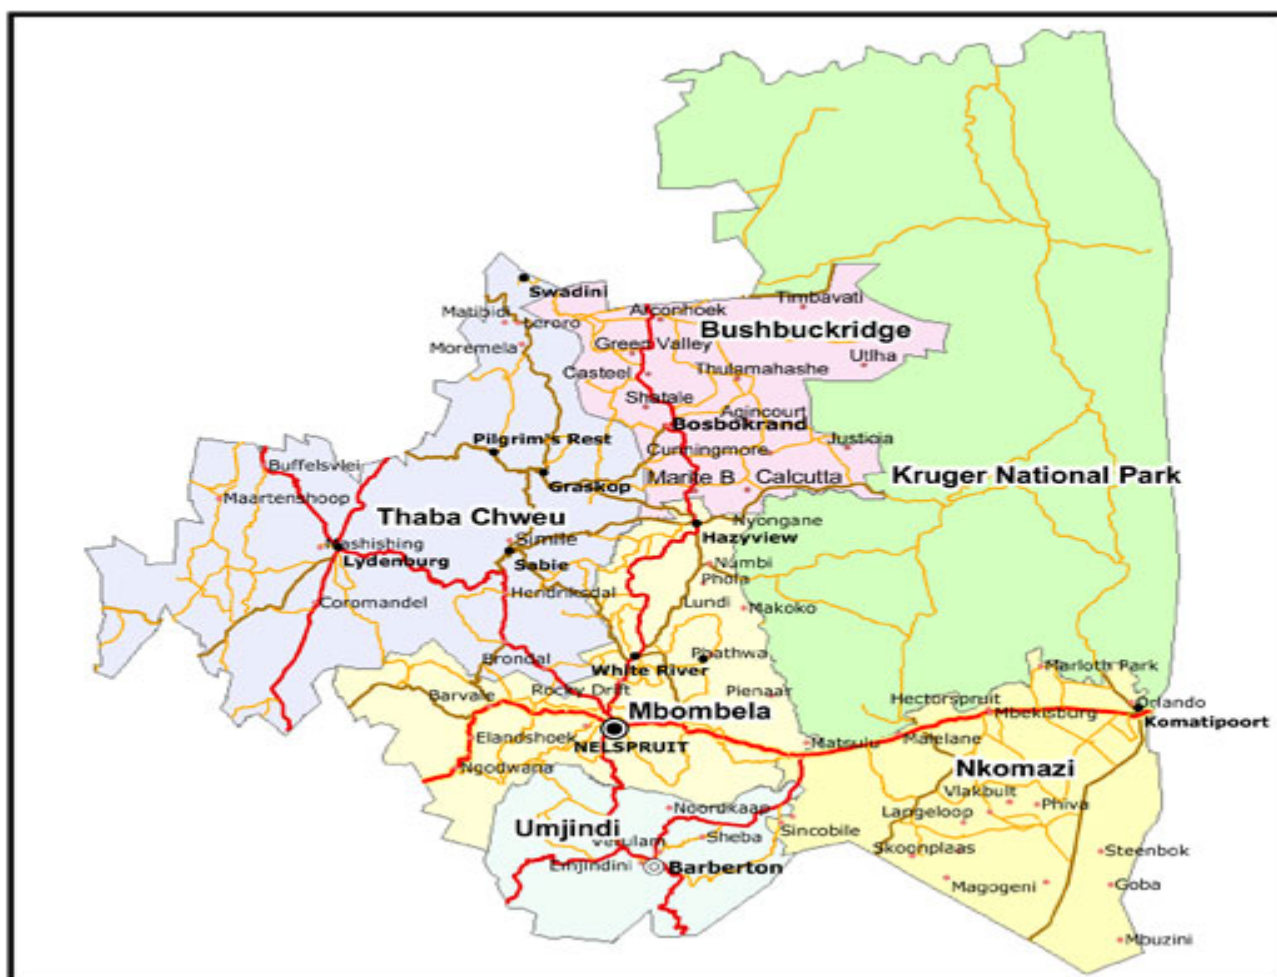 Swadini
Timbavati
Matibidi
Arconhoek
Leroro
Bushbuckridge
Moremela
Green Valley
Utlha
Casteel
Thulamahashe
Shatale
Agincourt
Bosbokrand
Pilgrim's Rest
Justicia
Cunningmore
Buffelsvlei
Marite B
Calcutta
Kruger National Park
Graskop
Maartenshoop
Thaba Chweu
Nyongane
Hazyview
Simile
Mashishing
Lydenburg
Sabie
Numbi
Phola
Hendriksdal
Lundi
Coromandel
Makoko
Brondal
Phathwa
White River
Marloth Park
Rocky Drift
Pienaar
Barvale
Hectorspruit
Orlando
Mbombela
Mbekisburg
Komatipoort
Elandshoek
NELSPRUIT
Matsulu
Malelane
Ngodwana
Nkomazi
Vlakbult
Noordkaap
Langeloop
Phiva
Umjindi
Sincobile
Verulam
Sheba
Skoonplaas
Steenbok
Emjindini
Barberton
Magogeni
Goba
Mbuzini